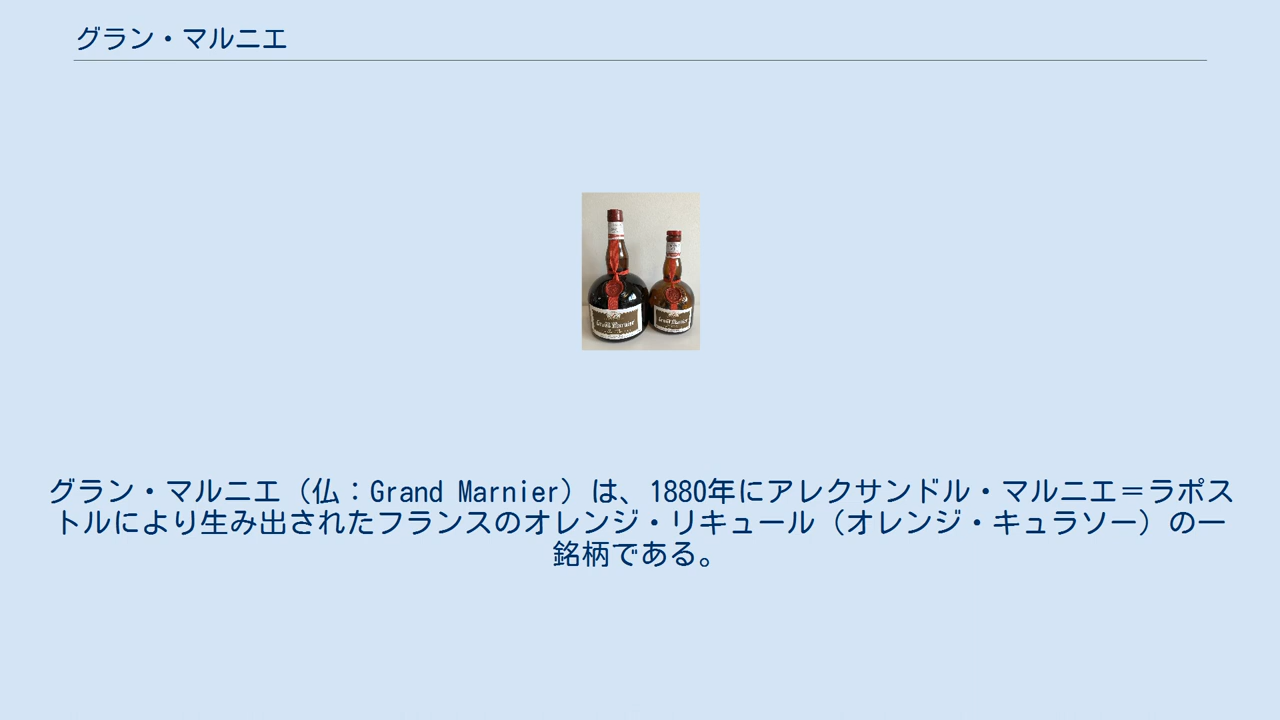 グラン・マルニエ
Grand Marnier
Grand Marnier
グラン・マルニエ（仏：Grand Marnier）は、1880年にアレクサンドル・マルニエ＝ラポス
トルにより生み出されたフランスのオレンジ・リキュール（オレンジ・キュラソー）の一
銘柄である。